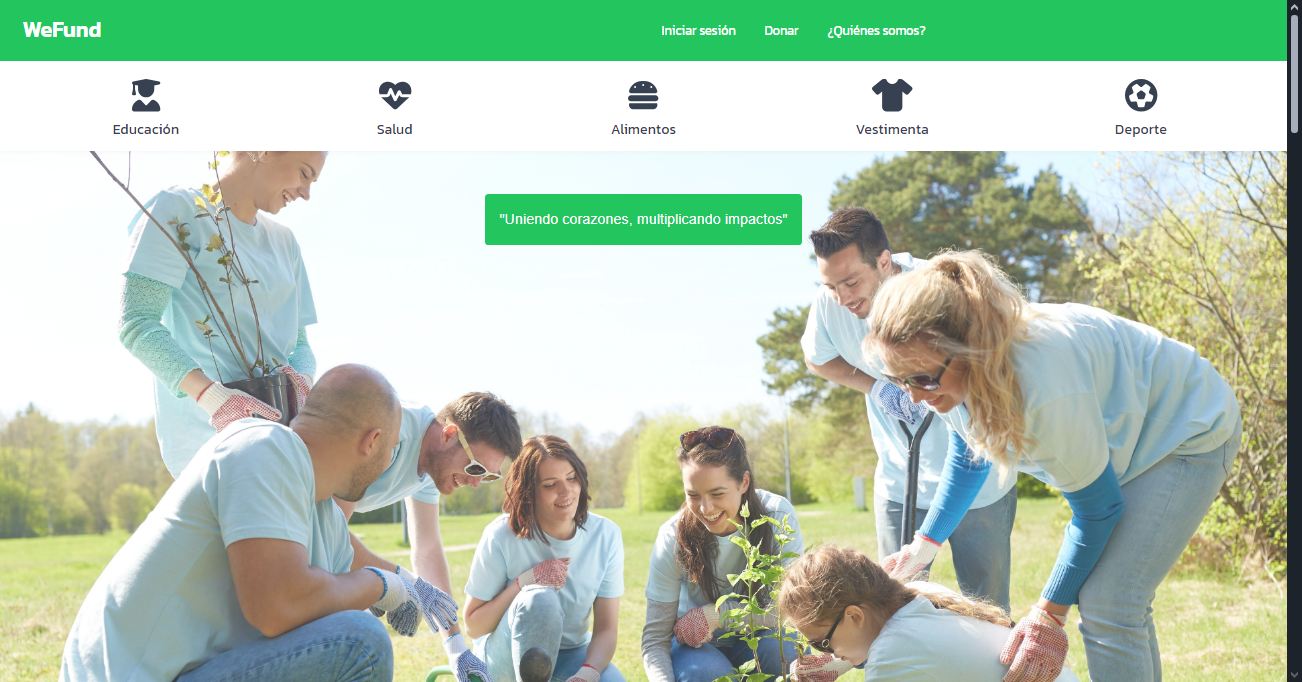 WeFund
Iniciar sesión
Donar
¿Quiénes somos?
Educación
Salud
Alimentos
Vestimenta
Deporte
"Uniendo corazones, multiplicando impactos"